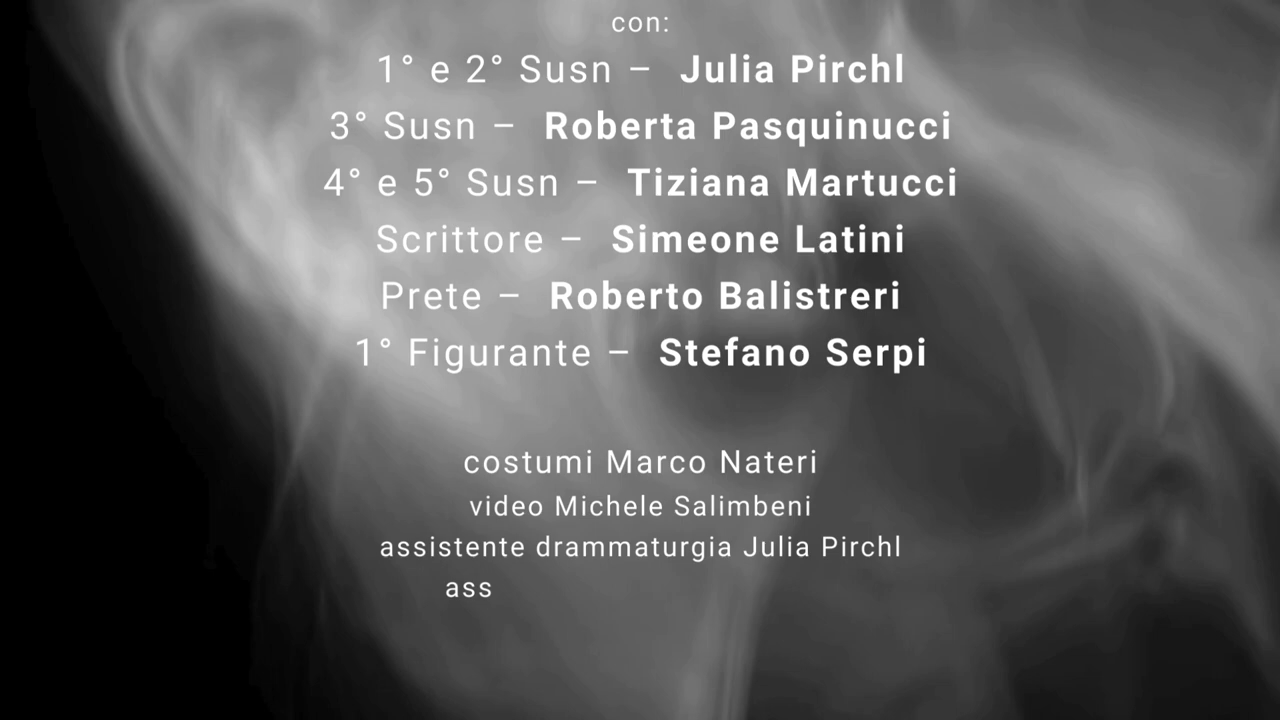 con:
1° e 2° Susn – Julia Pirchl
3° Susn – Roberta Pasquinucci
4° e 5° Susn – Tiziana Martucci
Scrittore – Simeone Latini
Prete – Roberto Balistreri
1° Figurante – Stefano Serpi
costumi Marco Nateri
video Michele Salimbeni
assistente drammaturgia Julia Pirchl
ass